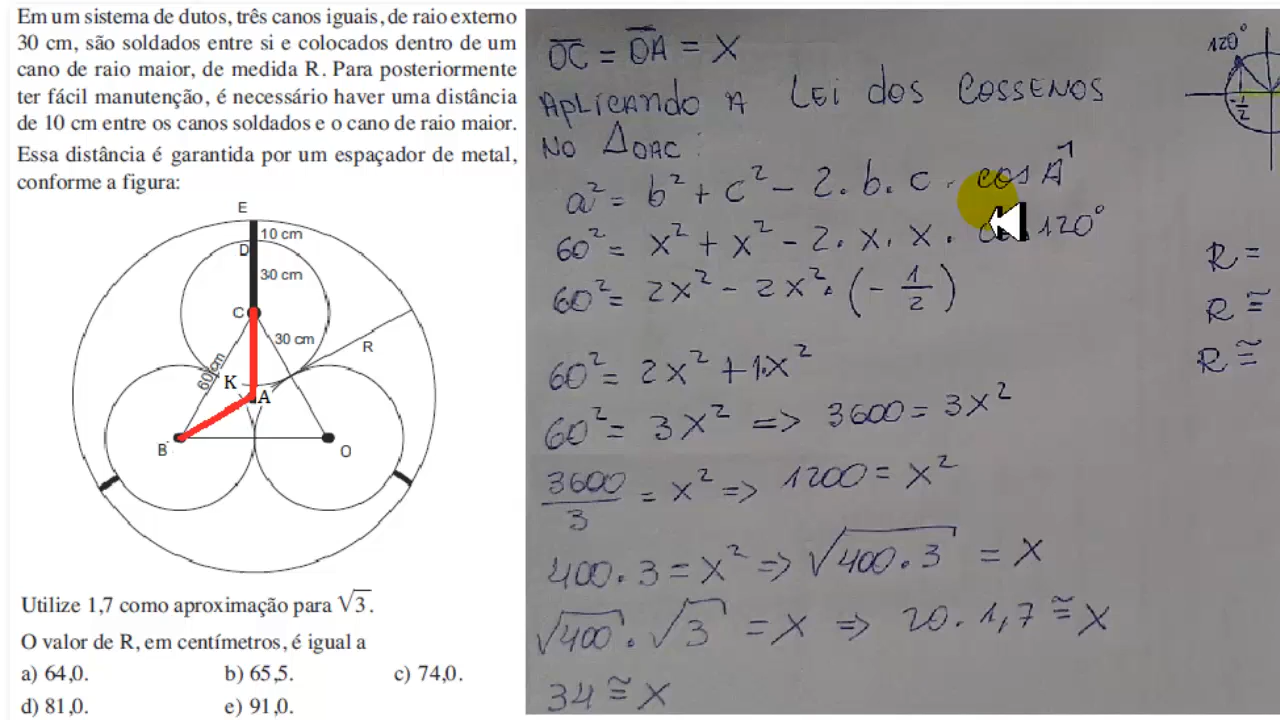 Em um sistema de dutos, três canos iguais, de raio externo
30 cm, são soldados entre si e colocados dentro de um
cano de raio maior, de medida R. Para posteriormente
ter fácil manutenção, é necessário haver uma distância
de 10 cm entre os canos soldados e o cano de raio maior.
Essa distância é garantida por um espaçador de metal,
conforme a figura:
E
10 cm
D
30 cm
C
30 cm
R
60 cm
K
A
B
O
Utilize 1,7 como aproximação para √3.
O valor de R, em centímetros, é igual a
a) 64,0. b) 65,5. c) 74,0.
d) 81,0. e) 91,0.
OC = OA = X
APLICANDO A LEI DOS COSSENOS
NO ΔOAC:
a² = b² + c² - 2.b.c. cos A
60² = x² + x² - 2.x.x. 120°
60² = 2x² - 2x². (-1/2)
60² = 2x² + 1.x²
60² = 3x² => 3600 = 3x²
3600/3 = x² => 1200 = x²
400.3 = x² => √400.3 = x
√400 . √3 = x => 20.1,7 ≅ x
34 ≅ x
120°
-1/2
R =
R ≅
R ≅